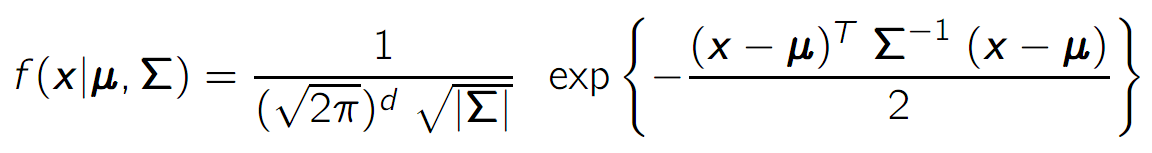 f(x|μ, Σ) = 1 / ((√2π)^d √|Σ|) exp { − (x − μ)^T Σ^−1 (x − μ) / 2 }